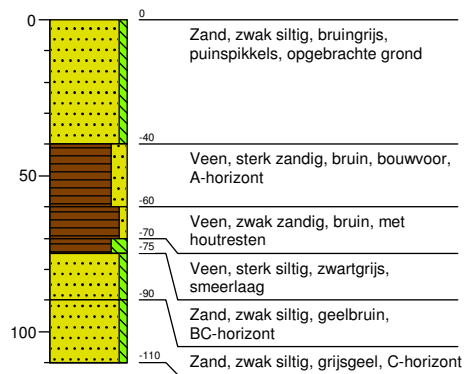 0
0
Zand, zwak siltig, bruingrijs,
puinspikkels, opgebrachte grond
-40
Veen, sterk zandig, bruin, bouwvoor,
A-horizont
50
-60
Veen, zwak zandig, bruin, met
houtresten
-70
-75
Veen, sterk siltig, zwartgrijs,
smeerlaag
-90
Zand, zwak siltig, geelbruin,
BC-horizont
100
-110
Zand, zwak siltig, grijsgeel, C-horizont